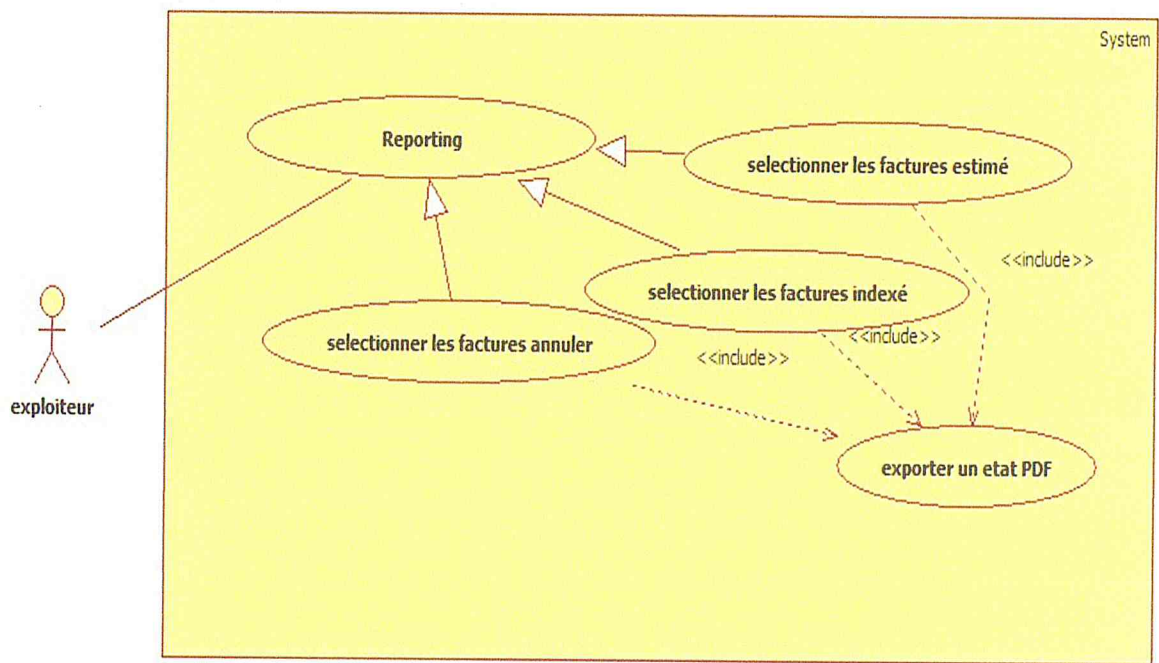 System
Reporting
selectionner les factures estimé
<<include>>
selectionner les factures indexé
<<include>>
selectionner les factures annuler
<<include>>
exploiteur
exporter un etat PDF